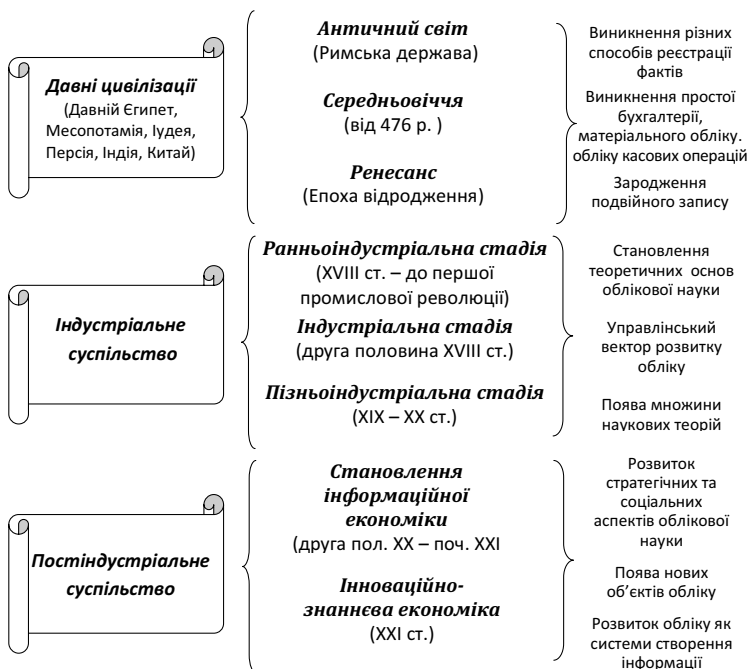 Давні цивілізації
(Давній Єгипет,
Месопотамія, Іудея,
Персія, Індія, Китай)
Античний світ
(Римська держава)
Середньовіччя
(від 476 р. )
Ренесанс
(Епоха відродження)
Виникнення різних
способів реєстрації
фактів
Виникнення простої
бухгалтерії,
матеріального обліку.
обліку касових операцій
Зародження
подвійного запису
Індустріальне
суспільство
Ранньоіндустріальна стадія
(XVIII ст. – до першої
промислової революції)
Індустріальна стадія
(друга половина XVIII ст.)
Пізньоіндустріальна стадія
(XIX – XX ст.)
Становлення
теоретичних основ
облікової науки
Управлінський
вектор розвитку
обліку
Поява множини
наукових теорій
Постіндустріальне
суспільство
Становлення
інформаційної
економіки
(друга пол. XX – поч. XXI
Інноваційно-
знаннєва економіка
(XXI ст.)
Розвиток
стратегічних та
соціальних
аспектів облікової
науки
Поява нових
об’єктів обліку
Розвиток обліку як
системи створення
інформації